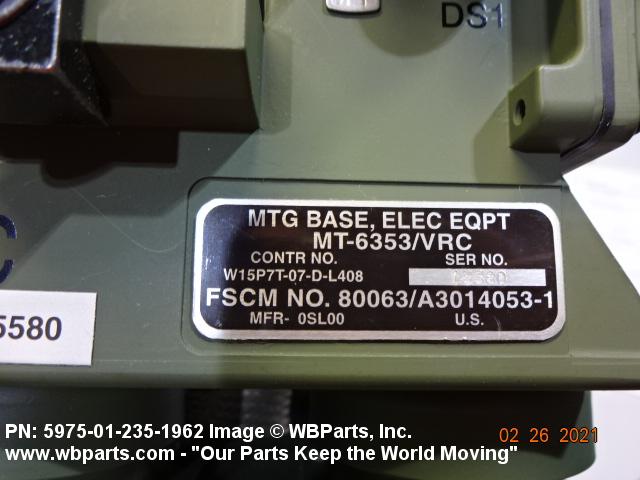 DS1
MTG BASE, ELEC EQPT
MT-6353/VRC
CONTR NO. SER NO.
W15P7T-07-D-L408
FSCM NO. 80063/A3014053-1
MFR- 0SL00 U.S.
C
5580
PN: 5975-01-235-1962 Image © WBParts, Inc.
02 26 2021
www.wbparts.com - "Our Parts Keep the World Moving"